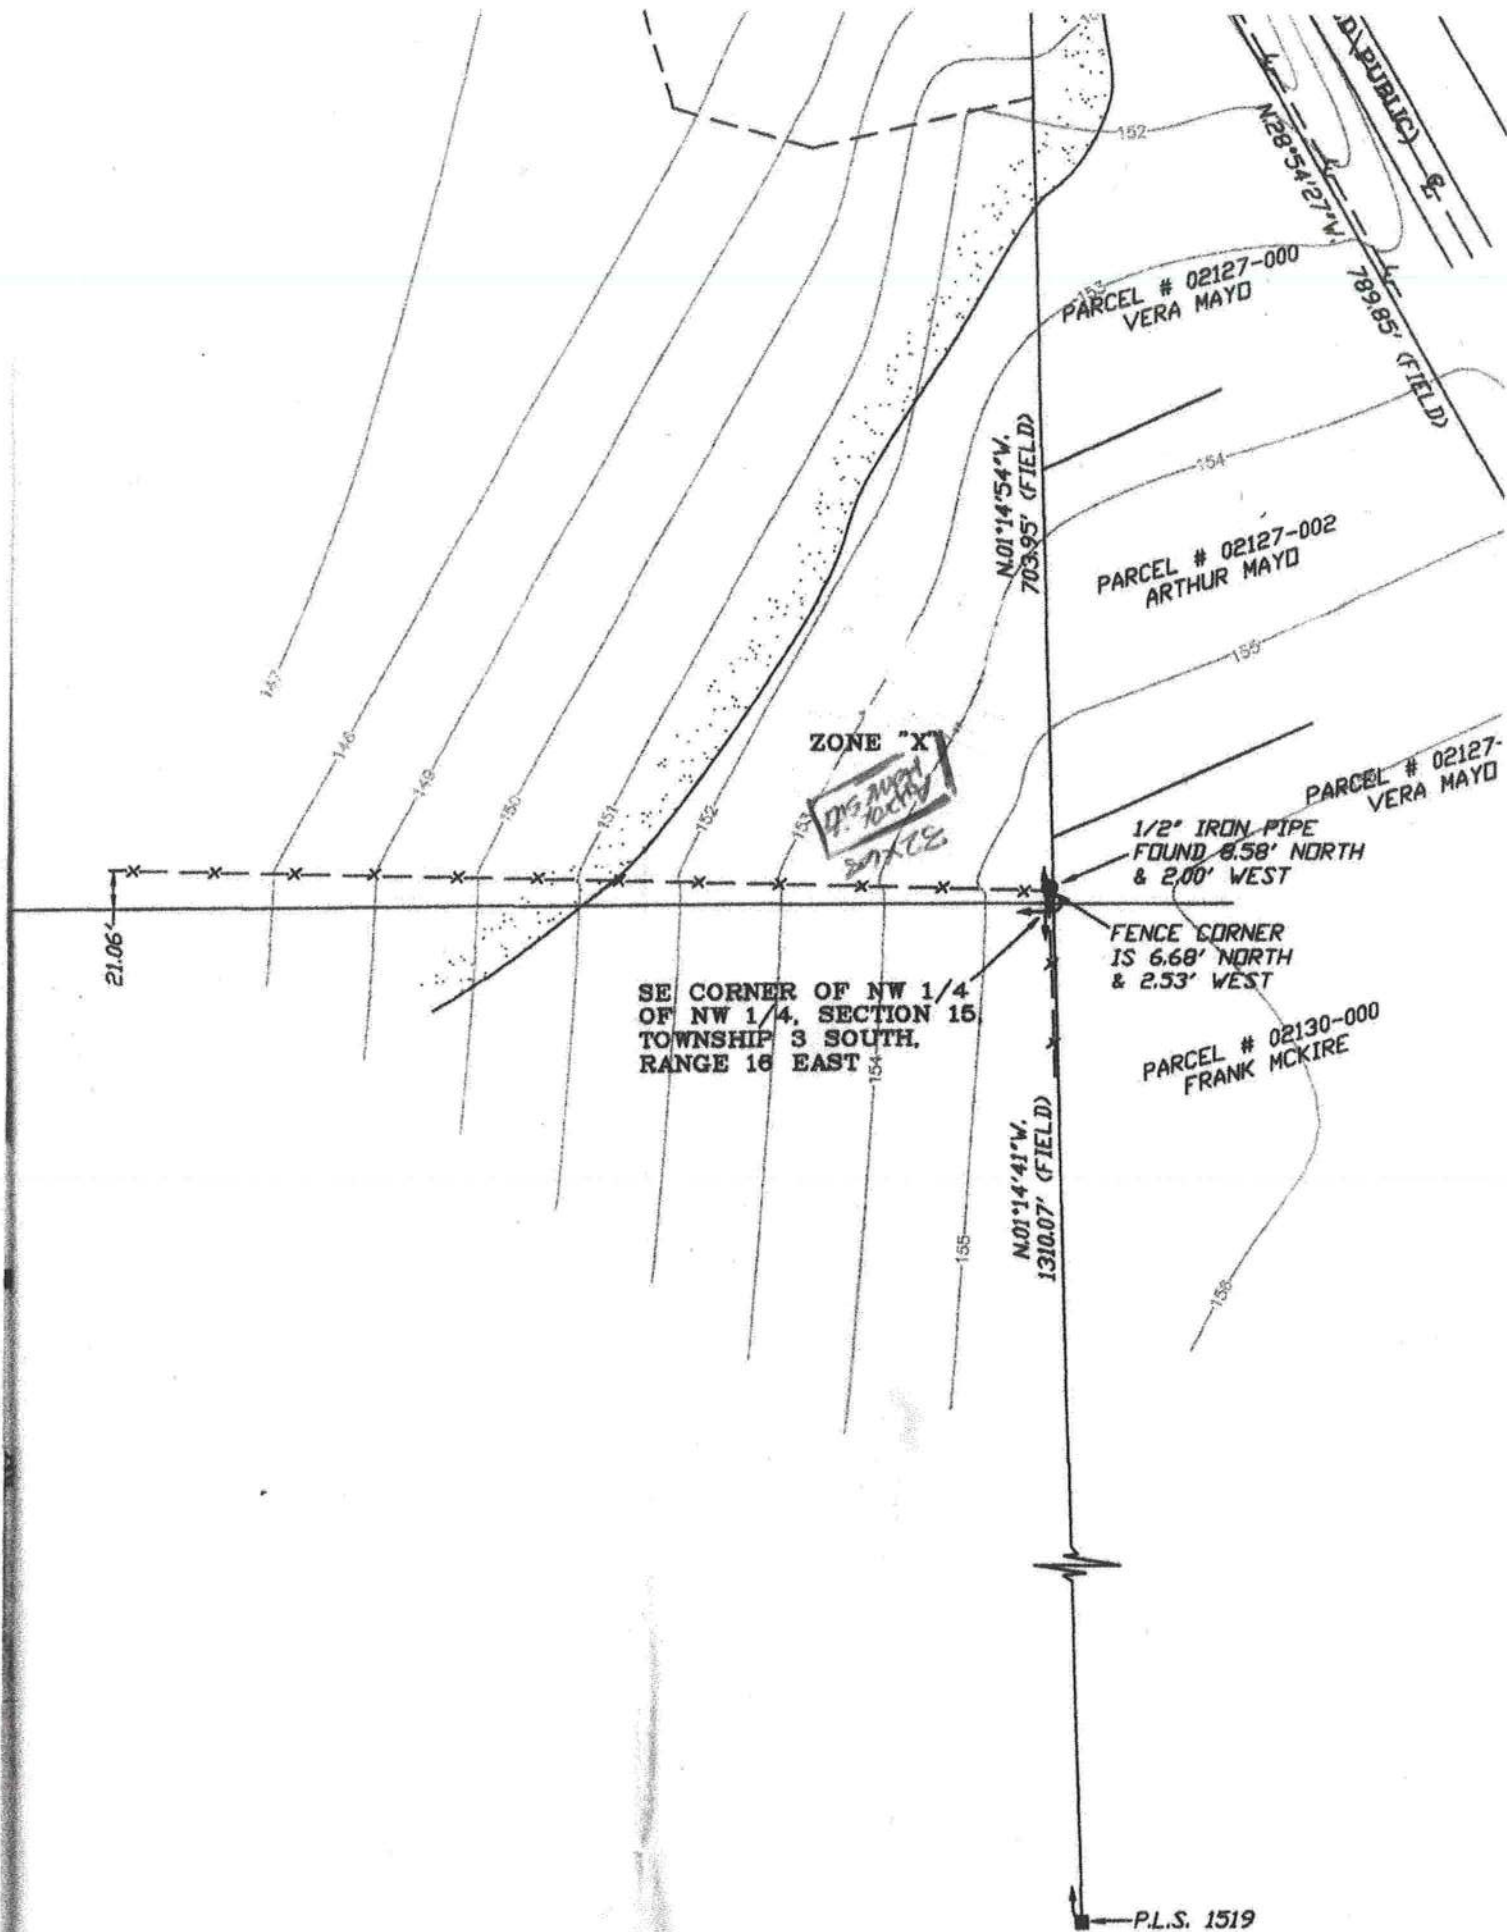 D\PUBLIC)
152
N.28°54'27"W.
789.85' (FIELD)
153
PARCEL # 02127-000
VERA MAYO
N.01°14'54"W.
703.95' (FIELD)
154
PARCEL # 02127-002
ARTHUR MAYO
155
147
148
149
150
151
152
153
ZONE "X"
Home Site
32x68
PARCEL # 02127-
VERA MAYO
1/2" IRON PIPE
FOUND 8.58' NORTH
& 2.00' WEST
21.06'
FENCE CORNER
IS 6.68' NORTH
& 2.53' WEST
SE CORNER OF NW 1/4
OF NW 1/4, SECTION 15,
TOWNSHIP 3 SOUTH,
RANGE 16 EAST
154
PARCEL # 02130-000
FRANK MCKIRE
N.01°14'41"W.
1310.07' (FIELD)
155
156
P.L.S. 1519